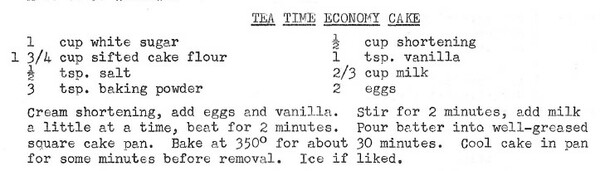 TEA TIME ECONOMY CAKE
1 cup white sugar
1 3/4 cup sifted cake flour
½ tsp. salt
3 tsp. baking powder
½ cup shortening
1 tsp. vanilla
2/3 cup milk
2 eggs
Cream shortening, add eggs and vanilla. Stir for 2 minutes, add milk
a little at a time, beat for 2 minutes. Pour batter into well-greased
square cake pan. Bake at 350° for about 30 minutes. Cool cake in pan
for some minutes before removal. Ice if liked.